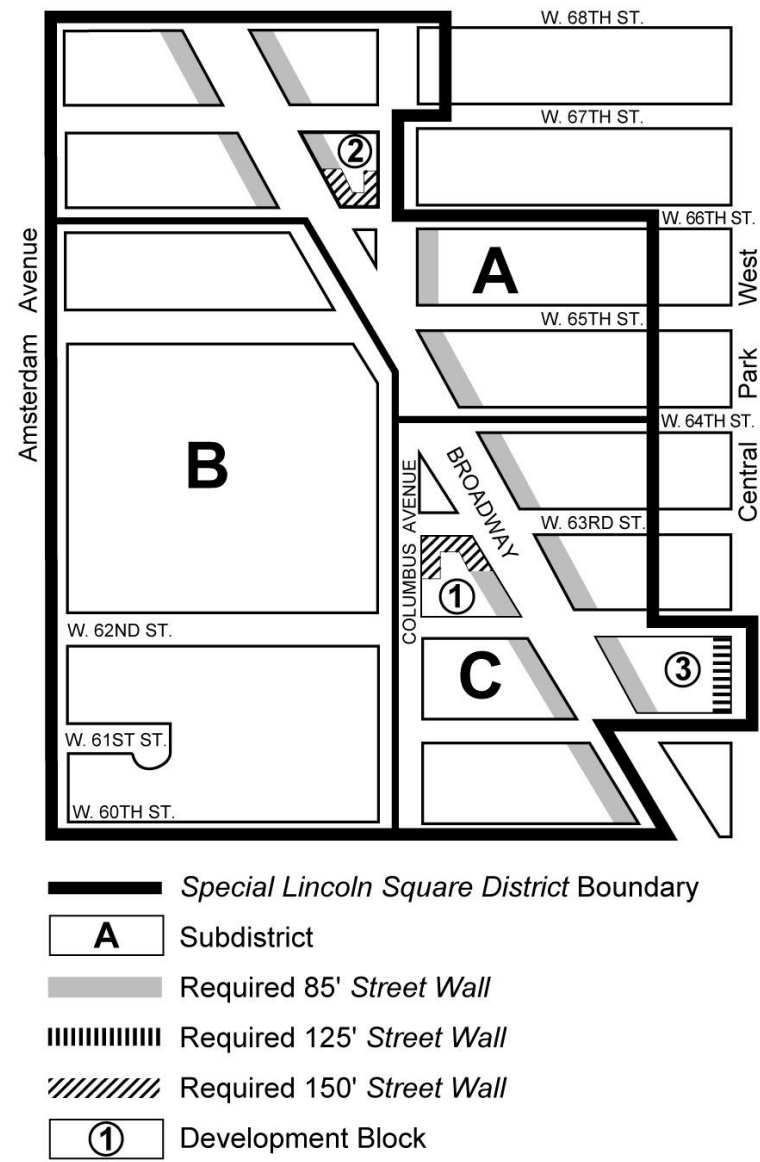 W. 68TH ST.
W. 67TH ST.
2
W. 66TH ST.
A
West
Amsterdam Avenue
W. 65TH ST.
Park
W. 64TH ST.
B
COLUMBUS AVENUE
BROADWAY
Central
W. 63RD ST.
1
W. 62ND ST.
C
3
W. 61ST ST.
W. 60TH ST.
Special Lincoln Square District Boundary
A Subdistrict
Required 85' Street Wall
Required 125' Street Wall
Required 150' Street Wall
1 Development Block